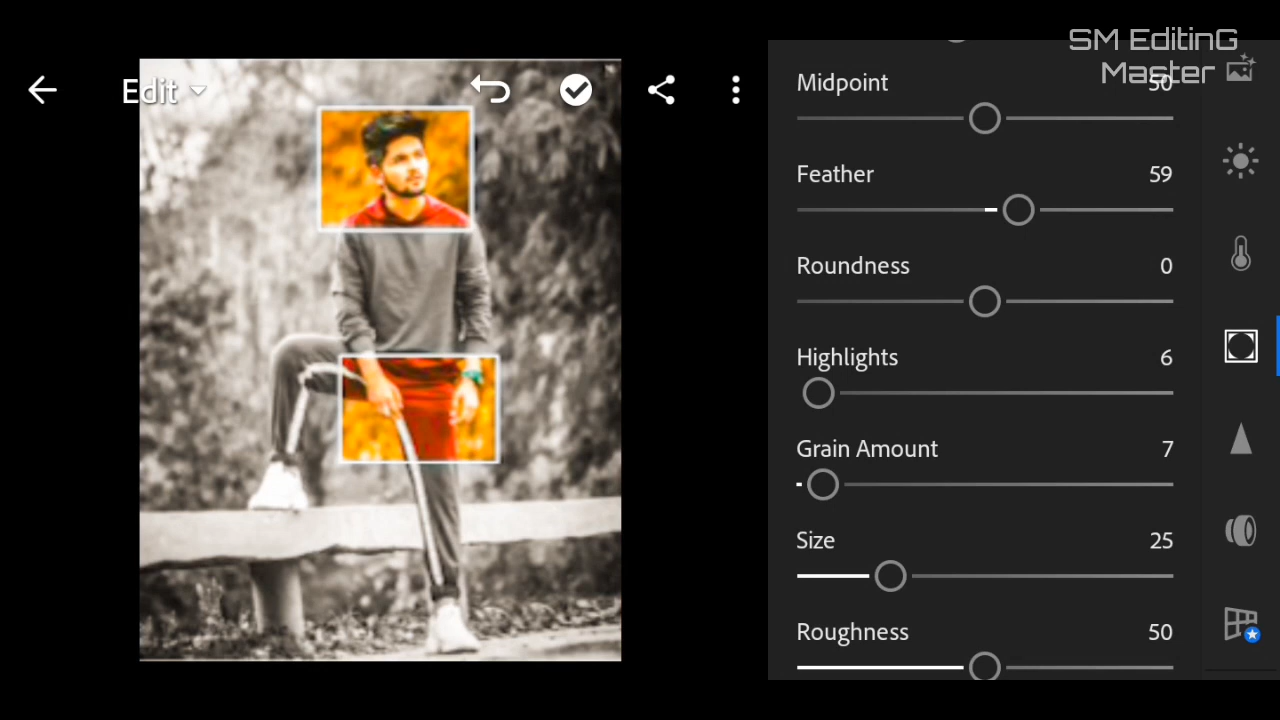 SM EditinG
Master
Edit
Midpoint 50
Feather 59
Roundness 0
Highlights 6
Grain Amount 7
Size 25
Roughness 50